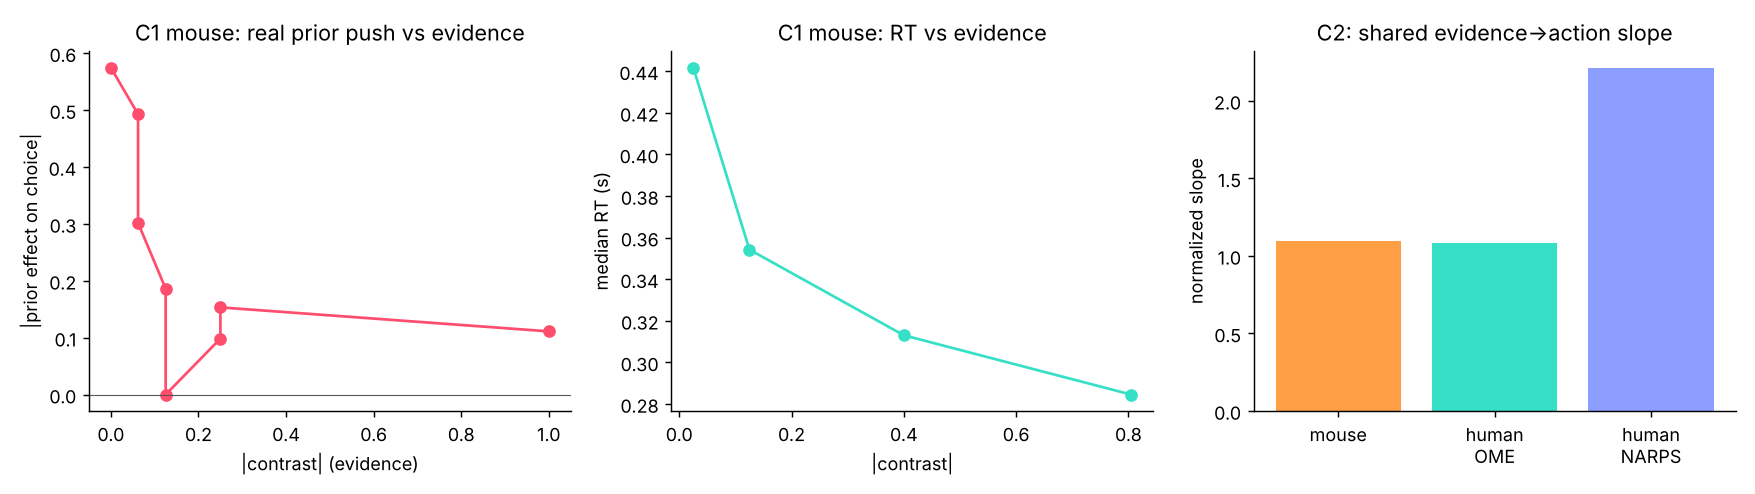 C1 mouse: real prior push vs evidence
|prior effect on choice|
0.6
0.5
0.4
0.3
0.2
0.1
0.0
0.0 0.2 0.4 0.6 0.8 1.0
|contrast| (evidence)
C1 mouse: RT vs evidence
median RT (s)
0.44
0.42
0.40
0.38
0.36
0.34
0.32
0.30
0.28
0.0 0.2 0.4 0.6 0.8
|contrast|
C2: shared evidence→action slope
normalized slope
2.0
1.5
1.0
0.5
0.0
mouse human human
OME NARPS